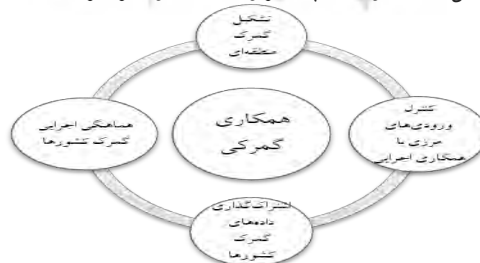 تشکل
گمرک
منطقه‌ای
کنترل
ورودی‌های
مرزی با
همکاری اجرایی
همکاری
گمرکی
هماهنگی اجرایی
گمرک کشورها
اشتراک‌گذاری
داده‌های
گمرک
کشورها